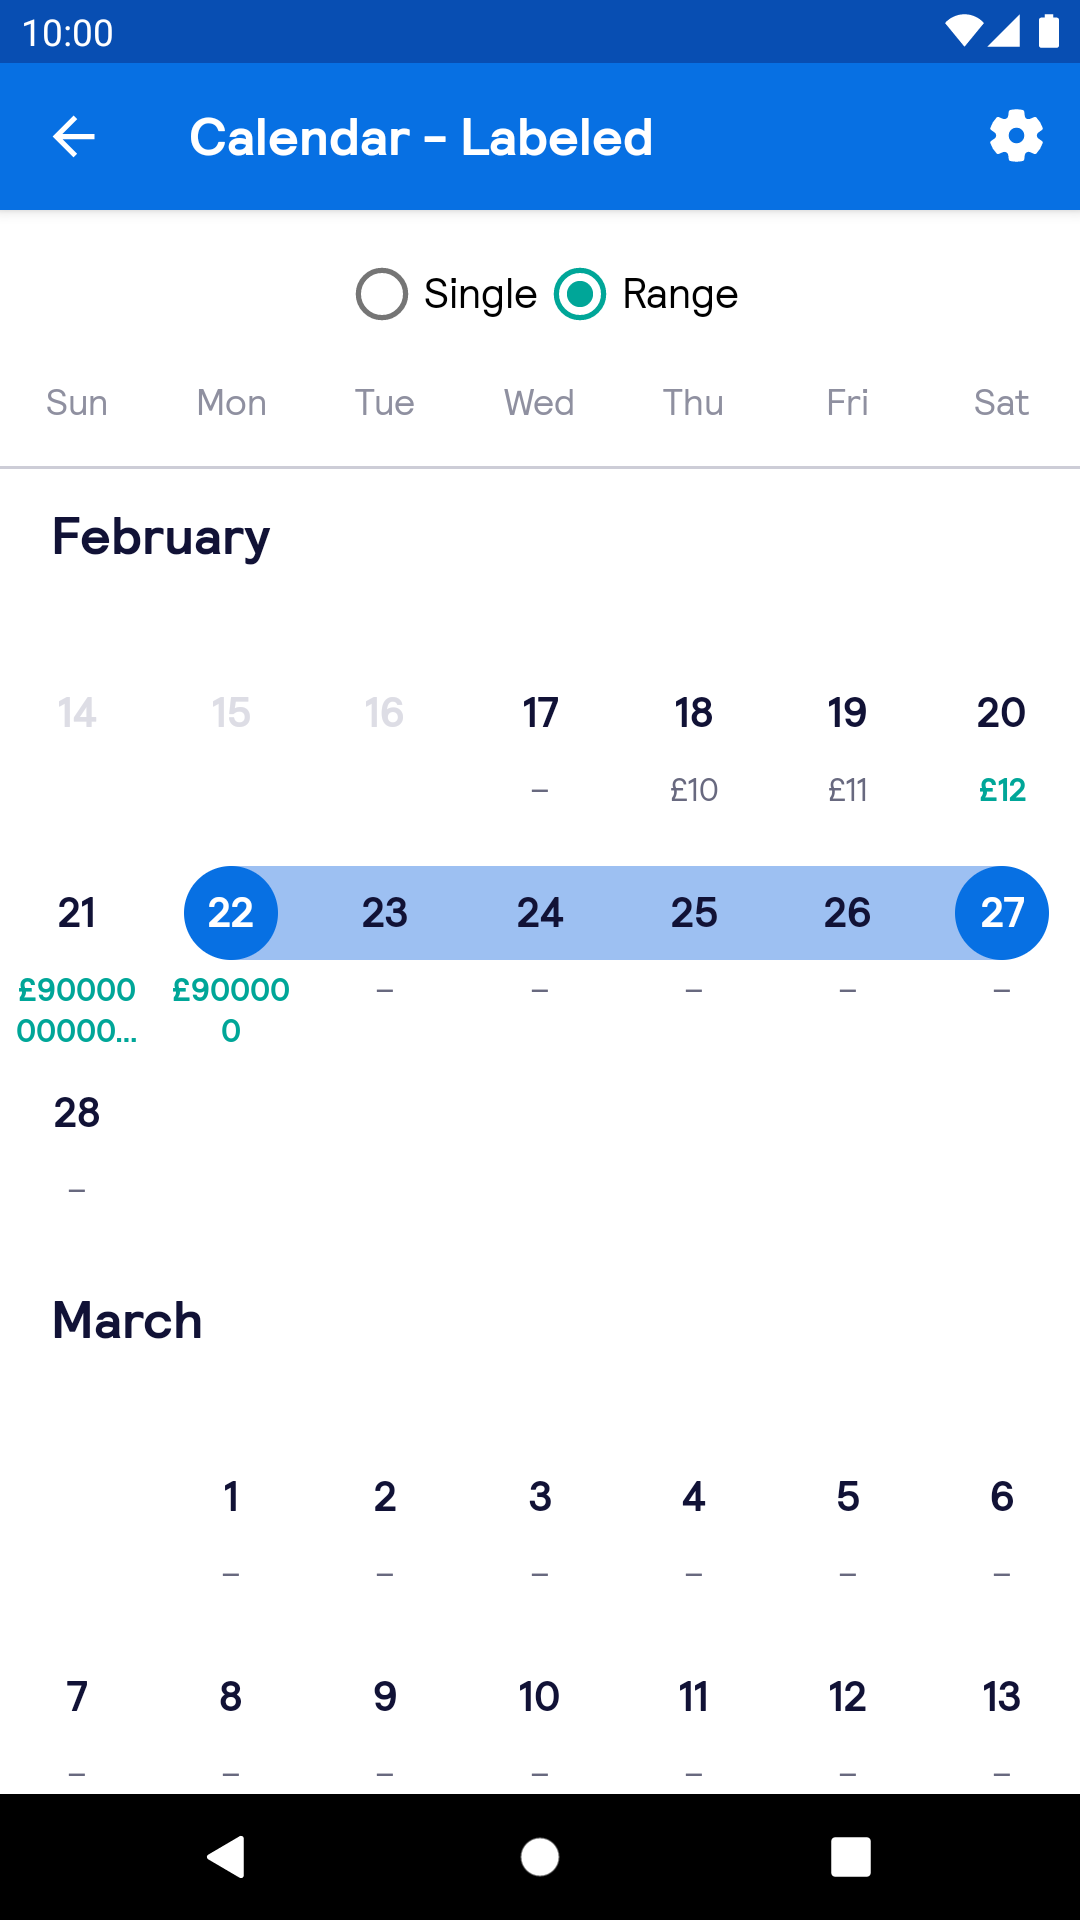 10:00
Calendar - Labeled
Single Range
Sun Mon Tue Wed Thu Fri Sat
February
14 15 16 17 18 19 20
– £10 £11 £12
21 22 23 24 25 26 27
£90000 £90000 – – – – –
00000... 0
28
–
March
1 2 3 4 5 6
– – – – – –
7 8 9 10 11 12 13
– – – – – – –